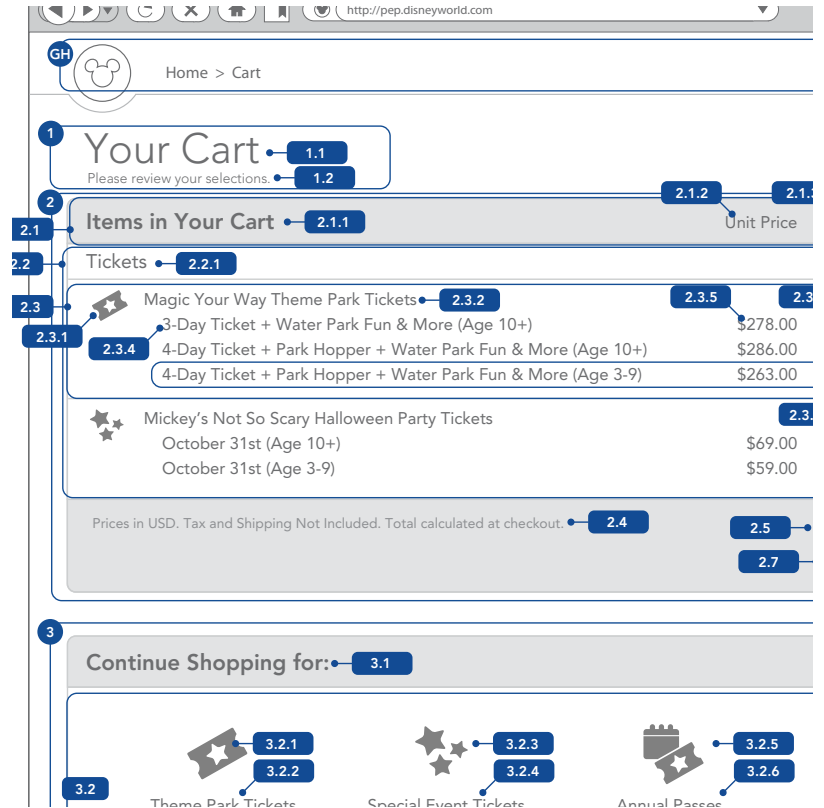 http://pep.disneyworld.com
GH
Home > Cart
1
Your Cart 1.1
Please review your selections. 1.2
2
2.1.2
2.1 Items in Your Cart 2.1.1 Unit Price
2.2 Tickets 2.2.1
2.3 Magic Your Way Theme Park Tickets 2.3.2 2.3.5
2.3.1 3-Day Ticket + Water Park Fun & More (Age 10+) $278.00
2.3.4 4-Day Ticket + Park Hopper + Water Park Fun & More (Age 10+) $286.00
4-Day Ticket + Park Hopper + Water Park Fun & More (Age 3-9) $263.00
Mickey’s Not So Scary Halloween Party Tickets
October 31st (Age 10+) $69.00
October 31st (Age 3-9) $59.00
Prices in USD. Tax and Shipping Not Included. Total calculated at checkout. 2.4 2.5
2.7
3
Continue Shopping for: 3.1
3.2.1 3.2.3 3.2.5
3.2.2 3.2.4 3.2.6
3.2
Theme Park Tickets Special Event Tickets Annual Passes